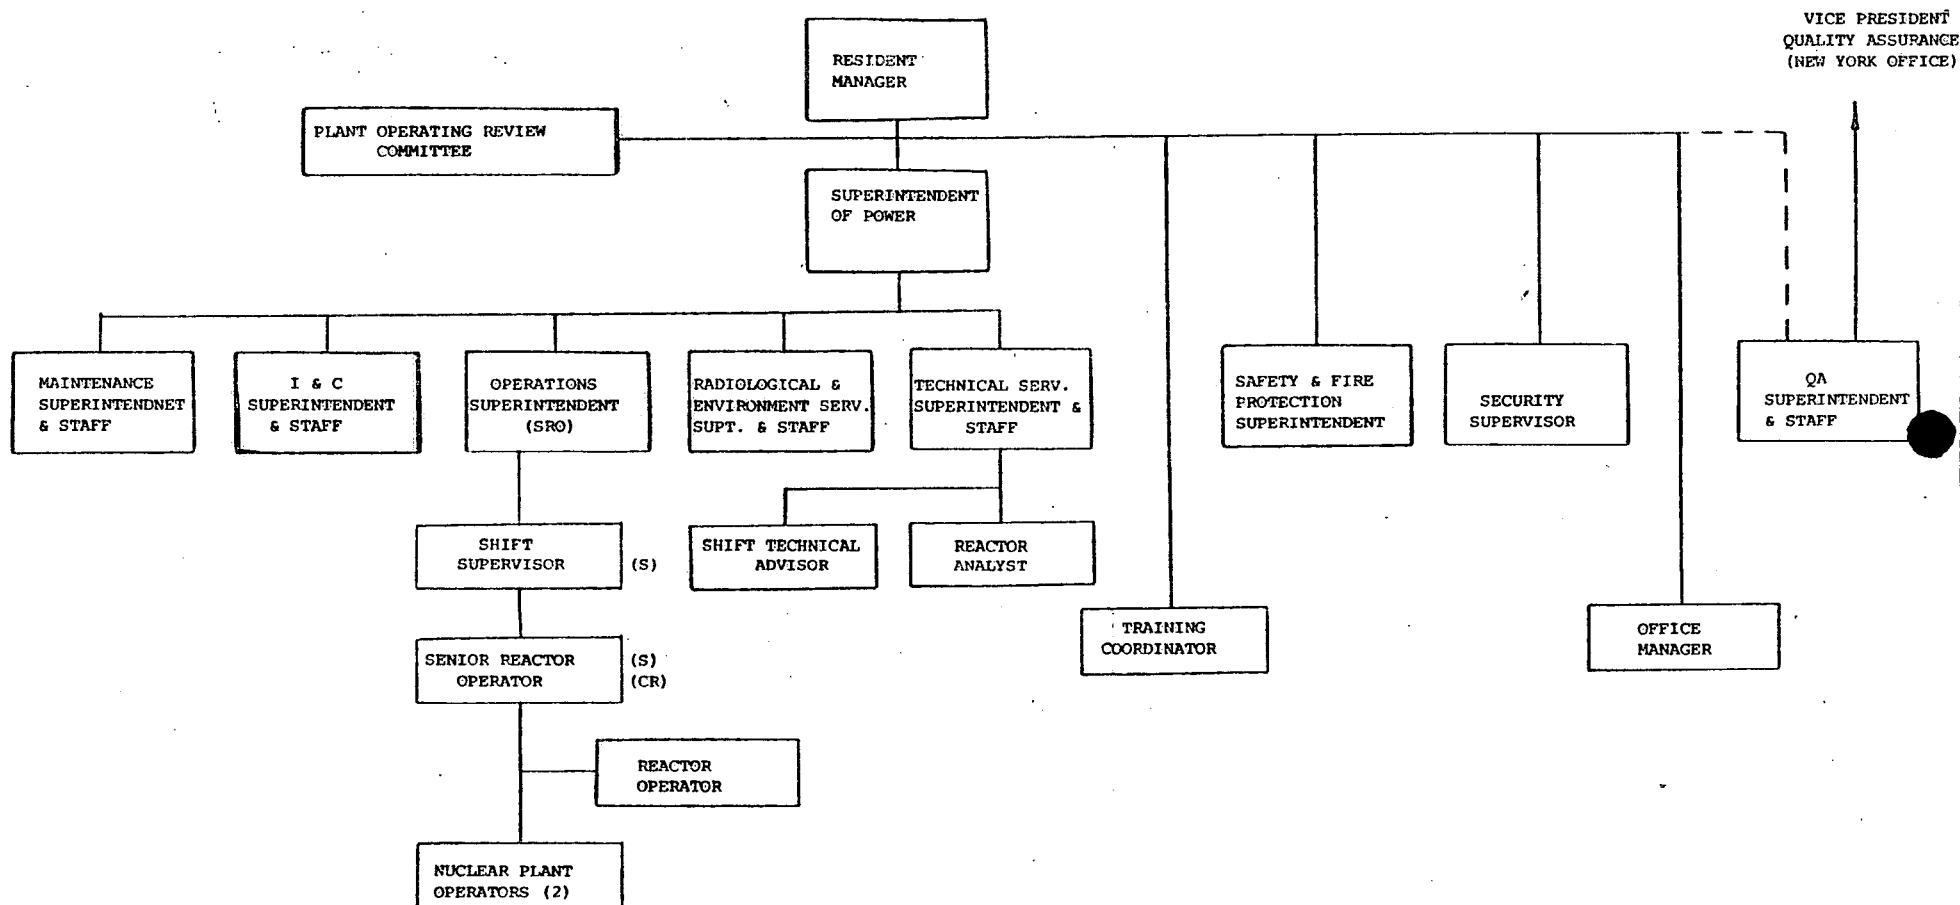 VICE PRESIDENT
QUALITY ASSURANCE
(NEW YORK OFFICE)
RESIDENT
MANAGER
PLANT OPERATING REVIEW
COMMITTEE
SUPERINTENDENT
OF POWER
MAINTENANCE
SUPERINTENDNET
& STAFF
I & C
SUPERINTENDENT
& STAFF
OPERATIONS
SUPERINTENDENT
(SRO)
RADIOLOGICAL &
ENVIRONMENT SERV.
SUPT. & STAFF
TECHNICAL SERV.
SUPERINTENDENT &
STAFF
SAFETY & FIRE
PROTECTION
SUPERINTENDENT
SECURITY
SUPERVISOR
QA
SUPERINTENDENT
& STAFF
SHIFT
SUPERVISOR
(S)
SHIFT TECHNICAL
ADVISOR
REACTOR
ANALYST
TRAINING
COORDINATOR
OFFICE
MANAGER
SENIOR REACTOR
OPERATOR
(S)
(CR)
REACTOR
OPERATOR
NUCLEAR PLANT
OPERATORS (2)